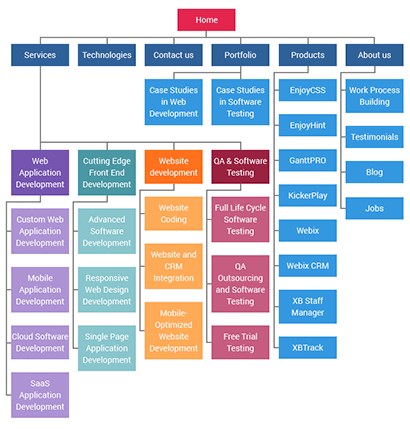 Home
Services
Technologies
Contact us
Portfolio
Products
About us
Case Studies
in Web
Development
Case Studies
in Software
Testing
EnjoyCSS
EnjoyHint
GanttPRO
KickerPlay
Webix
Webix CRM
XB Staff
Manager
XBTrack
Work Process
Building
Testimonials
Blog
Jobs
Web
Application
Development
Custom Web
Application
Development
Mobile
Application
Development
Cloud Software
Development
SaaS
Application
Development
Cutting Edge
Front End
Development
Advanced
Software
Development
Responsive
Web Design
Development
Single Page
Application
Development
Website
development
Website
Coding
Website and
CRM
Integration
Mobile-
Optimized
Website
Development
QA & Software
Testing
Full Life Cycle
Software
Testing
QA
Outsourcing
and Software
Testing
Free Trial
Testing